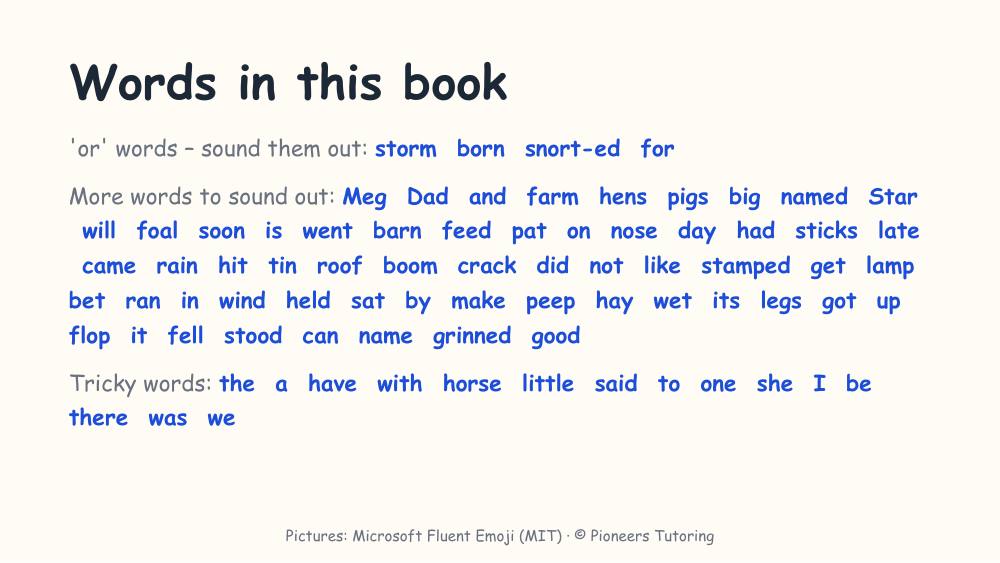 Words in this book
'or' words – sound them out: storm born snort-ed for
More words to sound out: Meg Dad and farm hens pigs big named Star
will foal soon is went barn feed pat on nose day had sticks late
came rain hit tin roof boom crack did not like stamped get lamp
bet ran in wind held sat by make peep hay wet its legs got up
flop it fell stood can name grinned good
Tricky words: the a have with horse little said to one she I be
there was we
Pictures: Microsoft Fluent Emoji (MIT) · © Pioneers Tutoring